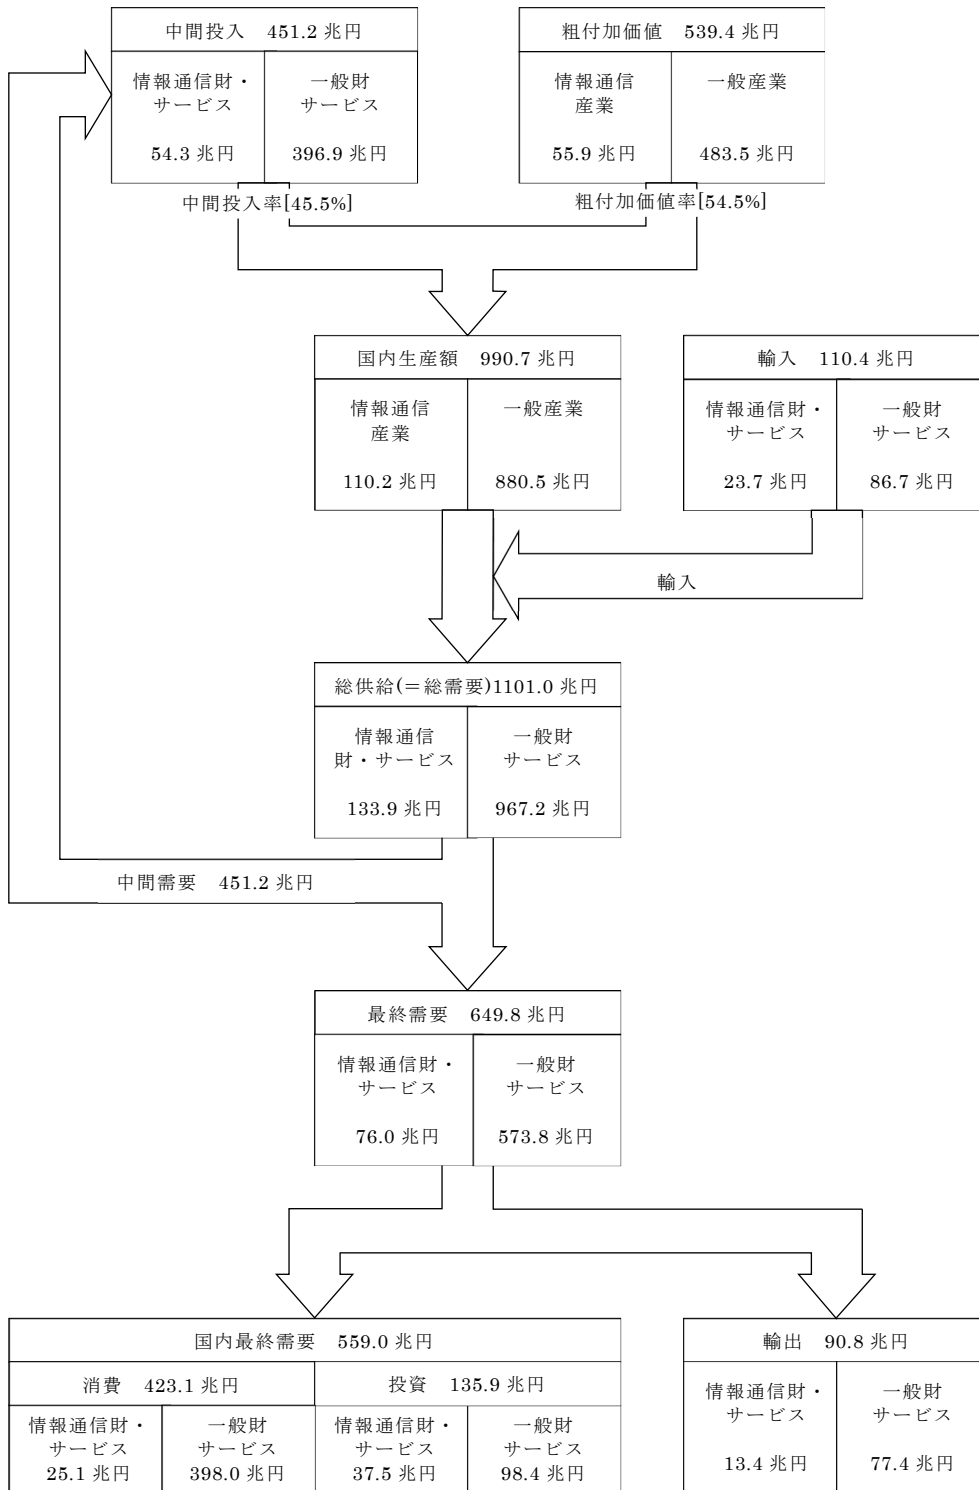 中間投入 451.2 兆円
情報通信財・
サービス
54.3 兆円
一般財
サービス
396.9 兆円
粗付加価値 539.4 兆円
情報通信
産業
55.9 兆円
一般産業
483.5 兆円
中間投入率[45.5%]
粗付加価値率[54.5%]
国内生産額 990.7 兆円
情報通信
産業
110.2 兆円
一般産業
880.5 兆円
輸入 110.4 兆円
情報通信財・
サービス
23.7 兆円
一般財
サービス
86.7 兆円
輸入
総供給(＝総需要)1101.0 兆円
情報通信
財・サービス
133.9 兆円
一般財
サービス
967.2 兆円
中間需要 451.2 兆円
最終需要 649.8 兆円
情報通信財・
サービス
76.0 兆円
一般財
サービス
573.8 兆円
国内最終需要 559.0 兆円
消費 423.1 兆円
情報通信財・
サービス
25.1 兆円
一般財
サービス
398.0 兆円
投資 135.9 兆円
情報通信財・
サービス
37.5 兆円
一般財
サービス
98.4 兆円
輸出 90.8 兆円
情報通信財・
サービス
13.4 兆円
一般財
サービス
77.4 兆円